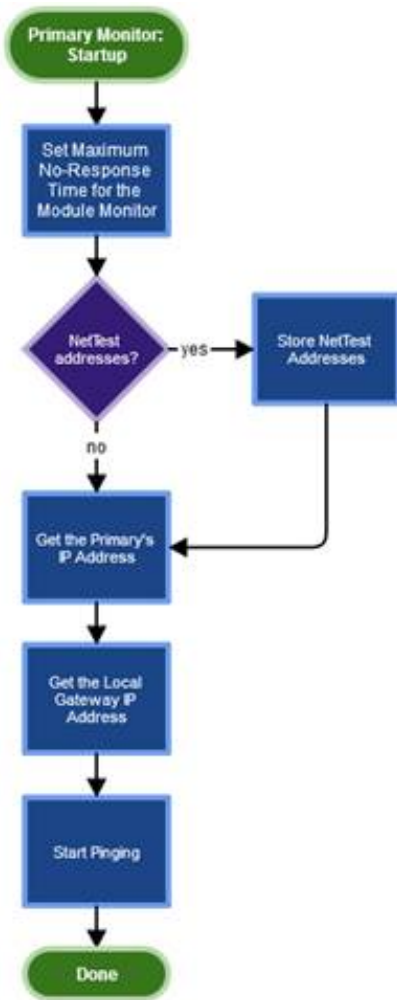 Primary Monitor:
Startup
Set Maximum
No-Response
Time for the
Module Monitor
NetTest
addresses?
yes
Store NetTest
Addresses
no
Get the Primary's
IP Address
Get the Local
Gateway IP
Address
Start Pinging
Done